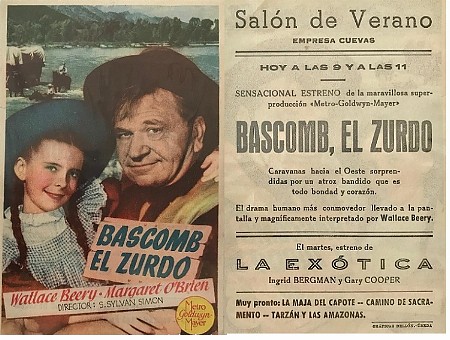 BASCOMB
EL ZURDO
Wallace Beery - Margaret O'Brien
DIRECTOR: S. SYLVAN SIMON
Metro
Goldwyn
Mayer
Salón de Verano
EMPRESA CUEVAS
HOY A LAS 9 Y A LAS 11
SENSACIONAL ESTRENO de la maravillosa super-
producción «Metro-Goldwyn-Mayer»
BASCOMB, EL ZURDO
Caravanas hacia el Oeste sorpren-
didas por un atroz bandido que es
todo bondad y corazón.
El drama humano más conmovedor llevado a la pan-
talla y magníficamente interpretado por Wallace Beery.
El martes, estreno de
LA EXÓTICA
Ingrid BERGMAN y Gary COOPER
Muy pronto: LA MAJA DEL CAPOTE -- CAMINO DE SACRA-
MENTO -- TARZÁN Y LAS AMAZONAS.
GRÁFICAS BELLÓN.-ÚBEDA